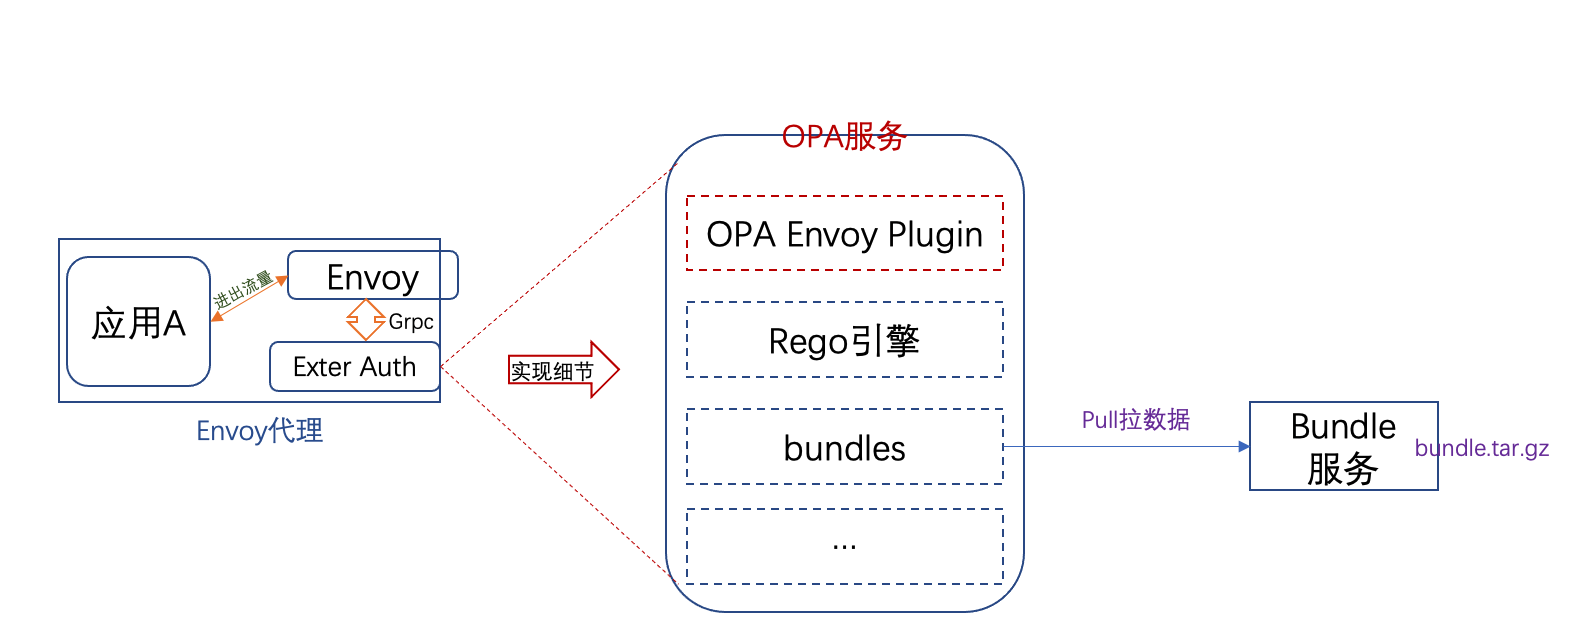 OPA服务
OPA Envoy Plugin
应用A
进出流量
Envoy
Grpc
Exter Auth
Envoy代理
实现细节
Rego引擎
bundles
...
Pull拉数据
Bundle
服务
bundle.tar.gz